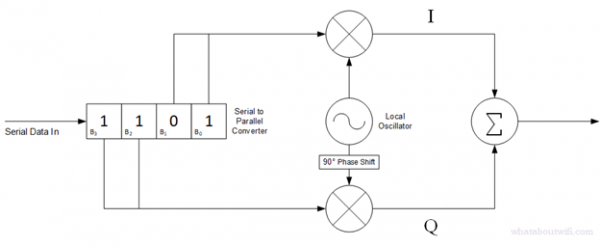 I
1 1 0 1
B₃ B₂ B₁ B₀
Serial to
Parallel
Converter
Serial Data In
Local
Oscillator
90° Phase Shift
Σ
Q
whataboutwifi.com